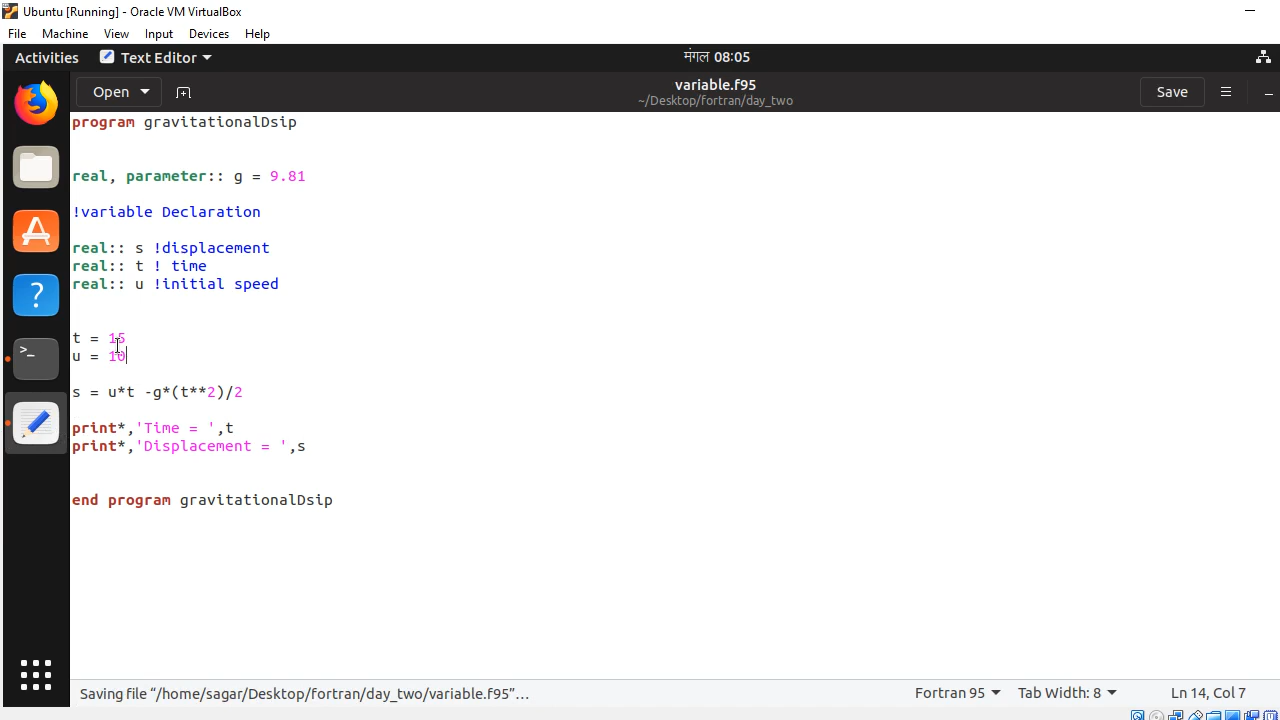 Ubuntu [Running] - Oracle VM VirtualBox
File Machine View Input Devices Help
Activities Text Editor मंगल 08:05
Open variable.f95 Save
~/Desktop/fortran/day_two
program gravitationalDsip
real, parameter:: g = 9.81
!variable Declaration
real:: s !displacement
real:: t ! time
real:: u !initial speed
t = 15
u = 10
s = u*t -g*(t**2)/2
print*,'Time = ',t
print*,'Displacement = ',s
end program gravitationalDsip
Saving file “/home/sagar/Desktop/fortran/day_two/variable.f95”... Fortran 95 Tab Width: 8 Ln 14, Col 7